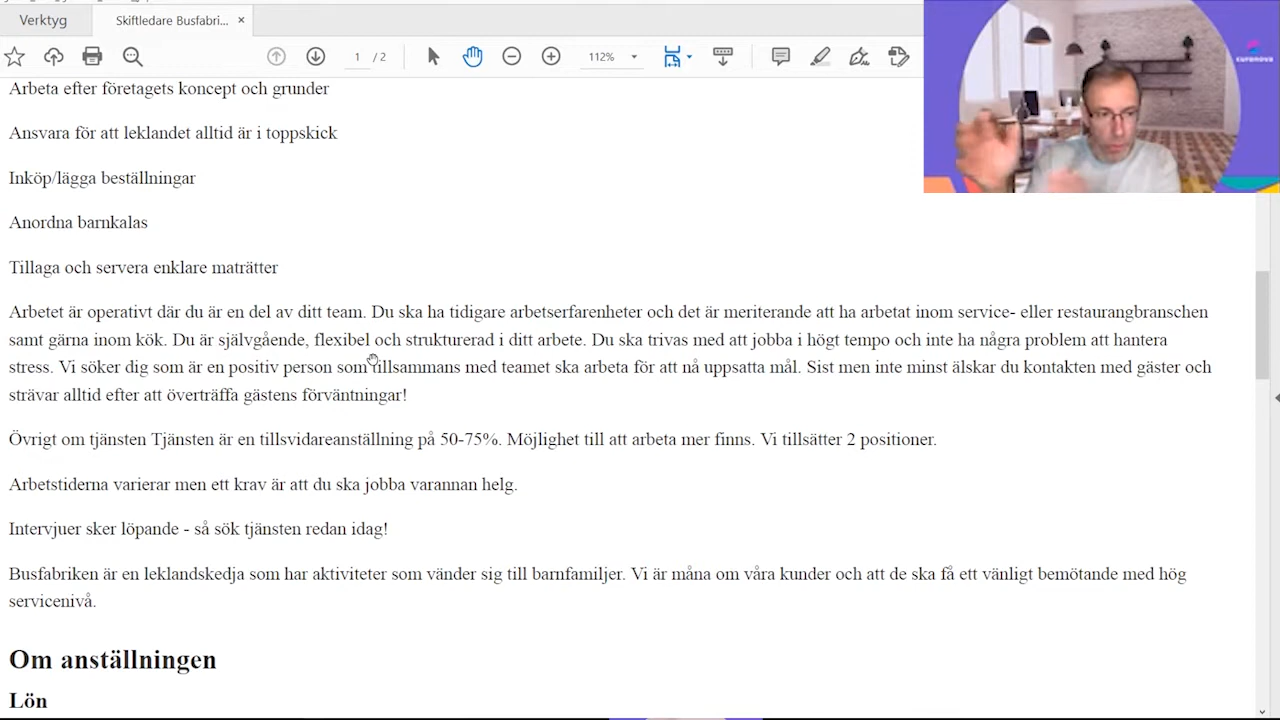 Verktyg
Skiftledare Busfabri... ×
1 / 2
112%
euronova
Arbeta efter företagets koncept och grunder
Ansvara för att leklandet alltid är i toppskick
Inköp/lägga beställningar
Anordna barnkalas
Tillaga och servera enklare maträtter
Arbetet är operativt där du är en del av ditt team. Du ska ha tidigare arbetserfarenheter och det är meriterande att ha arbetat inom service- eller restaurangbranschen
samt gärna inom kök. Du är självgående, flexibel och strukturerad i ditt arbete. Du ska trivas med att jobba i högt tempo och inte ha några problem att hantera
stress. Vi söker dig som är en positiv person som tillsammans med teamet ska arbeta för att nå uppsatta mål. Sist men inte minst älskar du kontakten med gäster och
strävar alltid efter att överträffa gästens förväntningar!
Övrigt om tjänsten Tjänsten är en tillsvidareanställning på 50-75%. Möjlighet till att arbeta mer finns. Vi tillsätter 2 positioner.
Arbetstiderna varierar men ett krav är att du ska jobba varannan helg.
Intervjuer sker löpande - så sök tjänsten redan idag!
Busfabriken är en leklandskedja som har aktiviteter som vänder sig till barnfamiljer. Vi är måna om våra kunder och att de ska få ett vänligt bemötande med hög
servicenivå.
Om anställningen
Lön